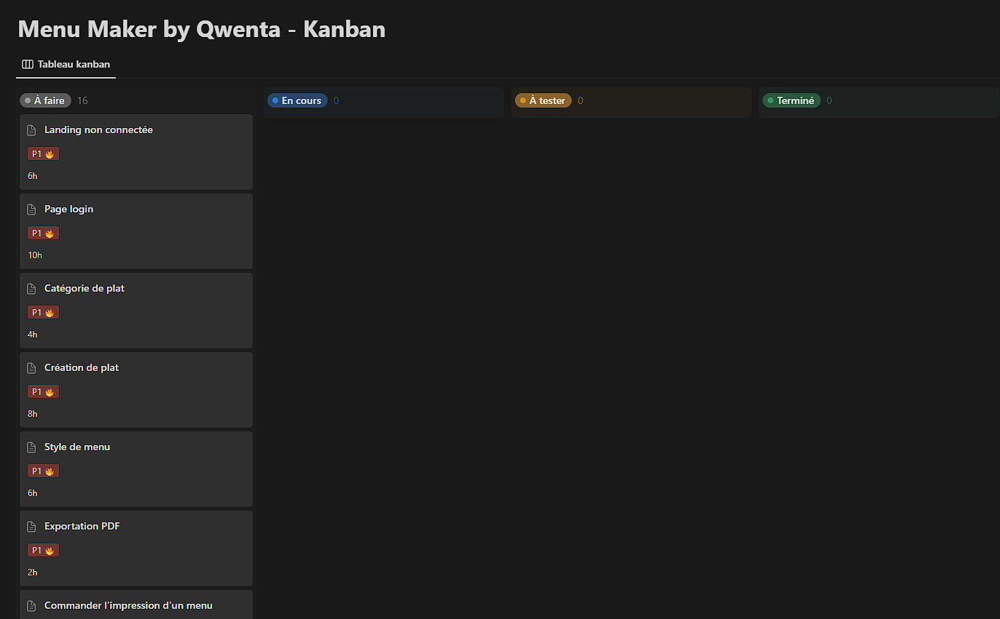 Menu Maker by Qwenta - Kanban
Tableau kanban
À faire 16
En cours 0
À tester 0
Terminé 0
Landing non connectée
P1 🔥
6h
Page login
P1 🔥
10h
Catégorie de plat
P1 🔥
4h
Création de plat
P1 🔥
8h
Style de menu
P1 🔥
6h
Exportation PDF
P1 🔥
2h
Commander l’impression d’un menu